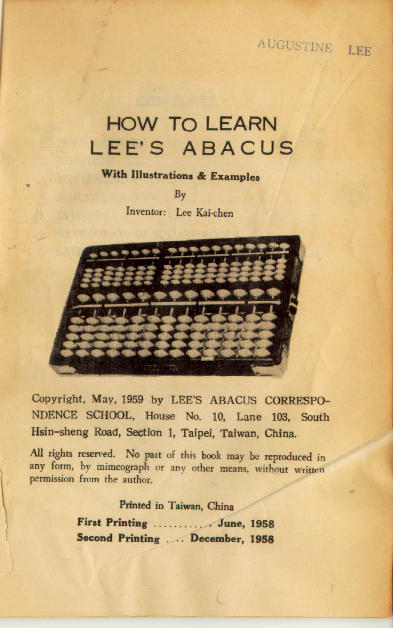 AUGUSTINE LEE
HOW TO LEARN
LEE'S ABACUS
With Illustrations & Examples
By
Inventor: Lee Kai-chen
Copyright, May, 1959 by LEE'S ABACUS CORRESPO-
NDENCE SCHOOL, House No. 10, Lane 103, South
Hsin-sheng Road, Section 1, Taipei, Taiwan, China.
All rights reserved. No part of this book may be reproduced in
any form, by mimeograph or any other means, without written
permission from the author.
Printed in Taiwan, China
First Printing ........... June, 1958
Second Printing .... December, 1958